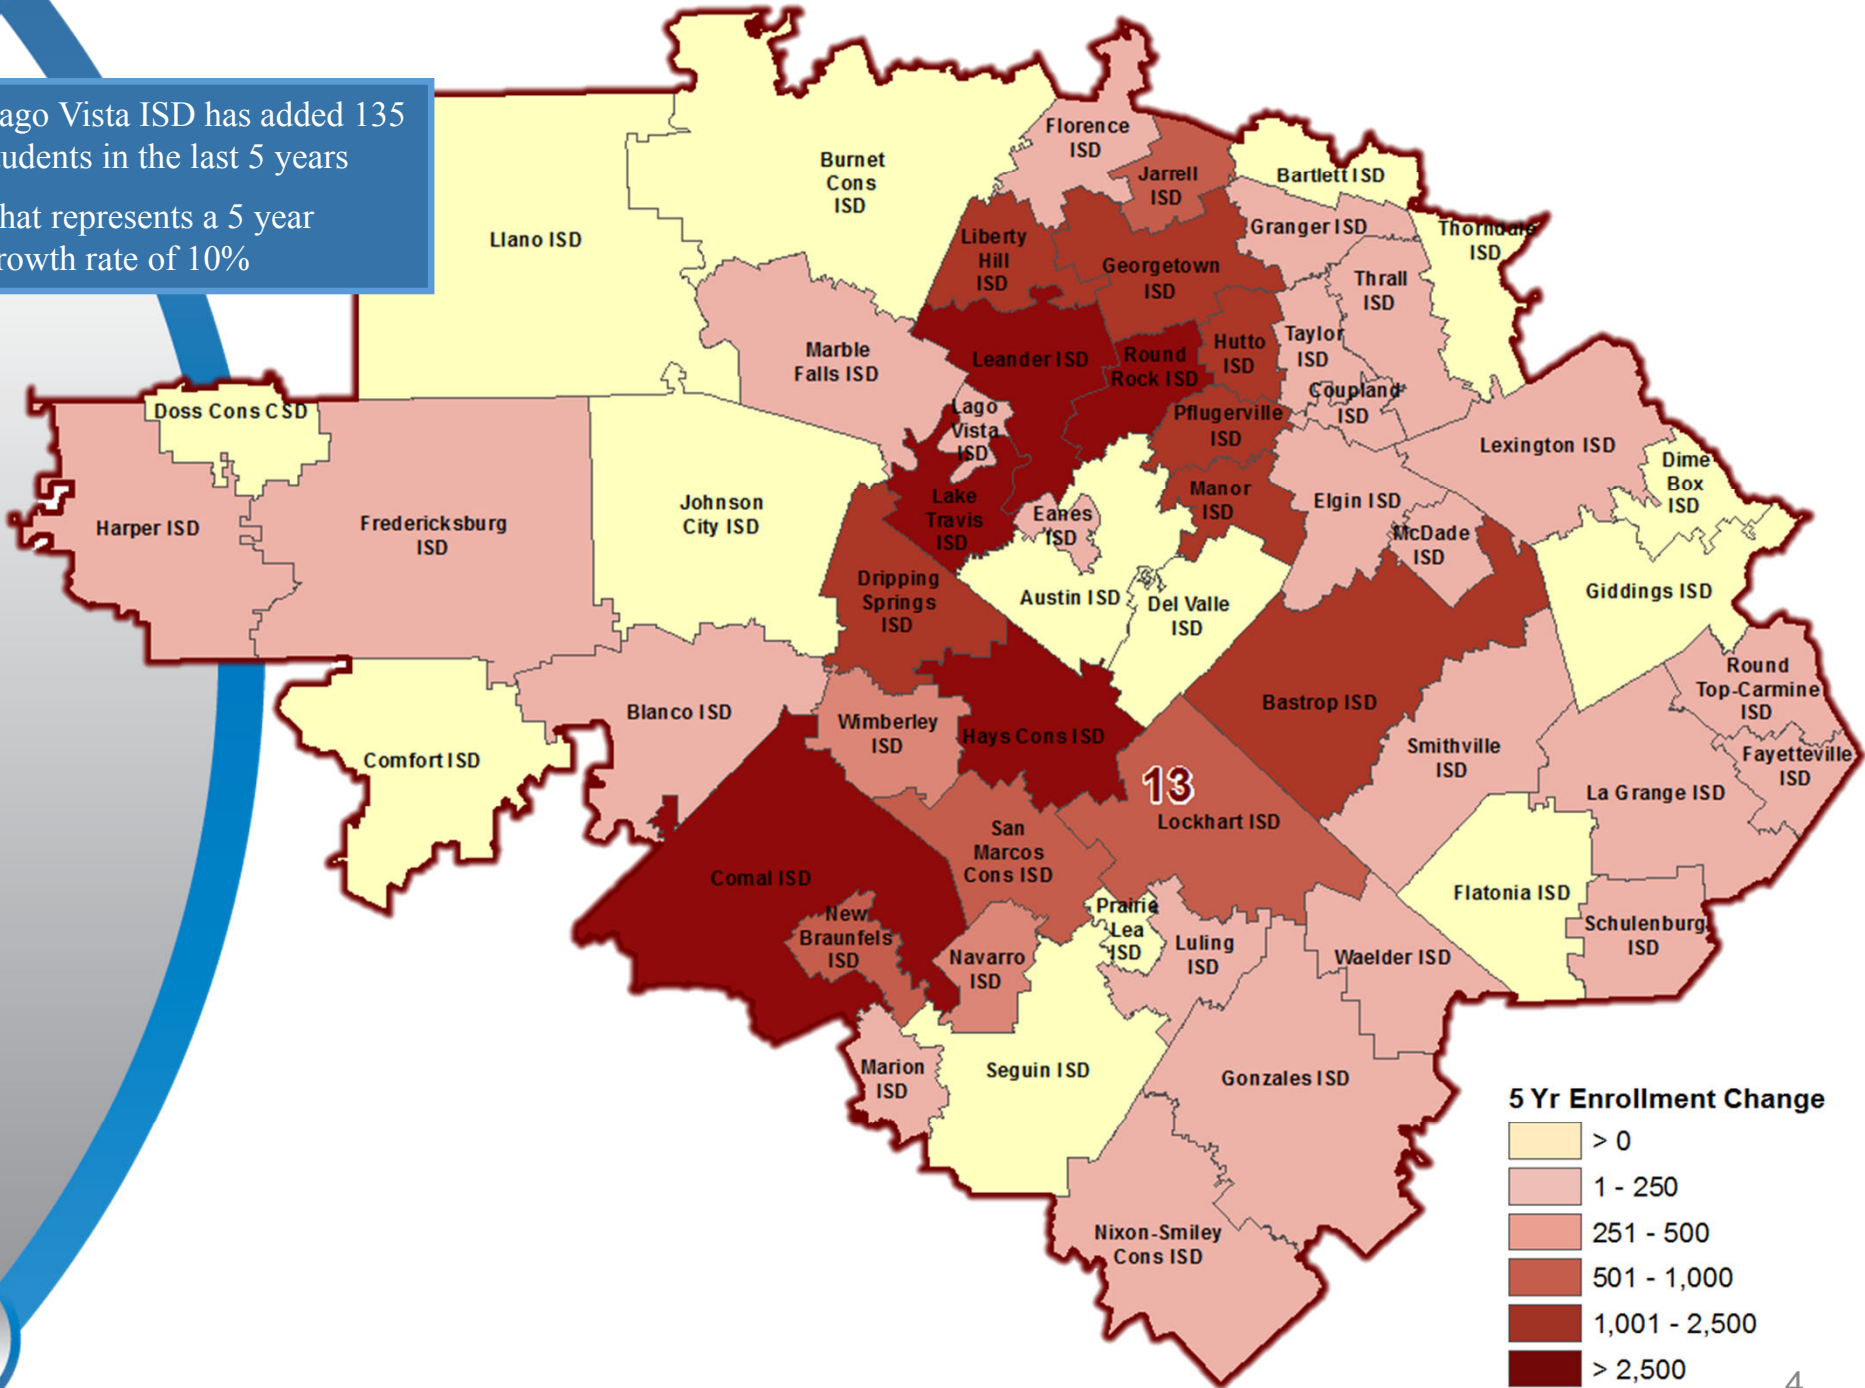 ago Vista ISD has added 135
tudents in the last 5 years
hat represents a 5 year
rowth rate of 10%
Florence
ISD
Burnet
Cons
ISD
Jarrell
ISD
Bartlett ISD
Llano ISD
Liberty
Hill
ISD
Granger ISD
Thorndale
ISD
Georgetown
ISD
Thrall
ISD
Marble
Falls ISD
Leander ISD
Round
Rock ISD
Hutto
ISD
Taylor
ISD
Coupland
ISD
Doss Cons CSD
Lago
Vista
ISD
Pflugerville
ISD
Lexington ISD
Dime
Box
ISD
Harper ISD
Fredericksburg
ISD
Johnson
City ISD
Lake
Travis
ISD
Eanes
ISD
Manor
ISD
Elgin ISD
McDade
ISD
Dripping
Springs
ISD
Austin ISD
Del Valle
ISD
Giddings ISD
Blanco ISD
Wimberley
ISD
Hays Cons ISD
Bastrop ISD
Round
Top-Carmine
ISD
Comfort ISD
Smithville
ISD
Fayetteville
ISD
13
Lockhart ISD
La Grange ISD
San
Marcos
Cons ISD
Comal ISD
Flatonia ISD
New
Braunfels
ISD
Prairie
Lea
ISD
Navarro
ISD
Luling
ISD
Waelder ISD
Schulenburg
ISD
Marion
ISD
Seguin ISD
Gonzales ISD
Nixon-Smiley
Cons ISD
5 Yr Enrollment Change
> 0
1 - 250
251 - 500
501 - 1,000
1,001 - 2,500
> 2,500
4